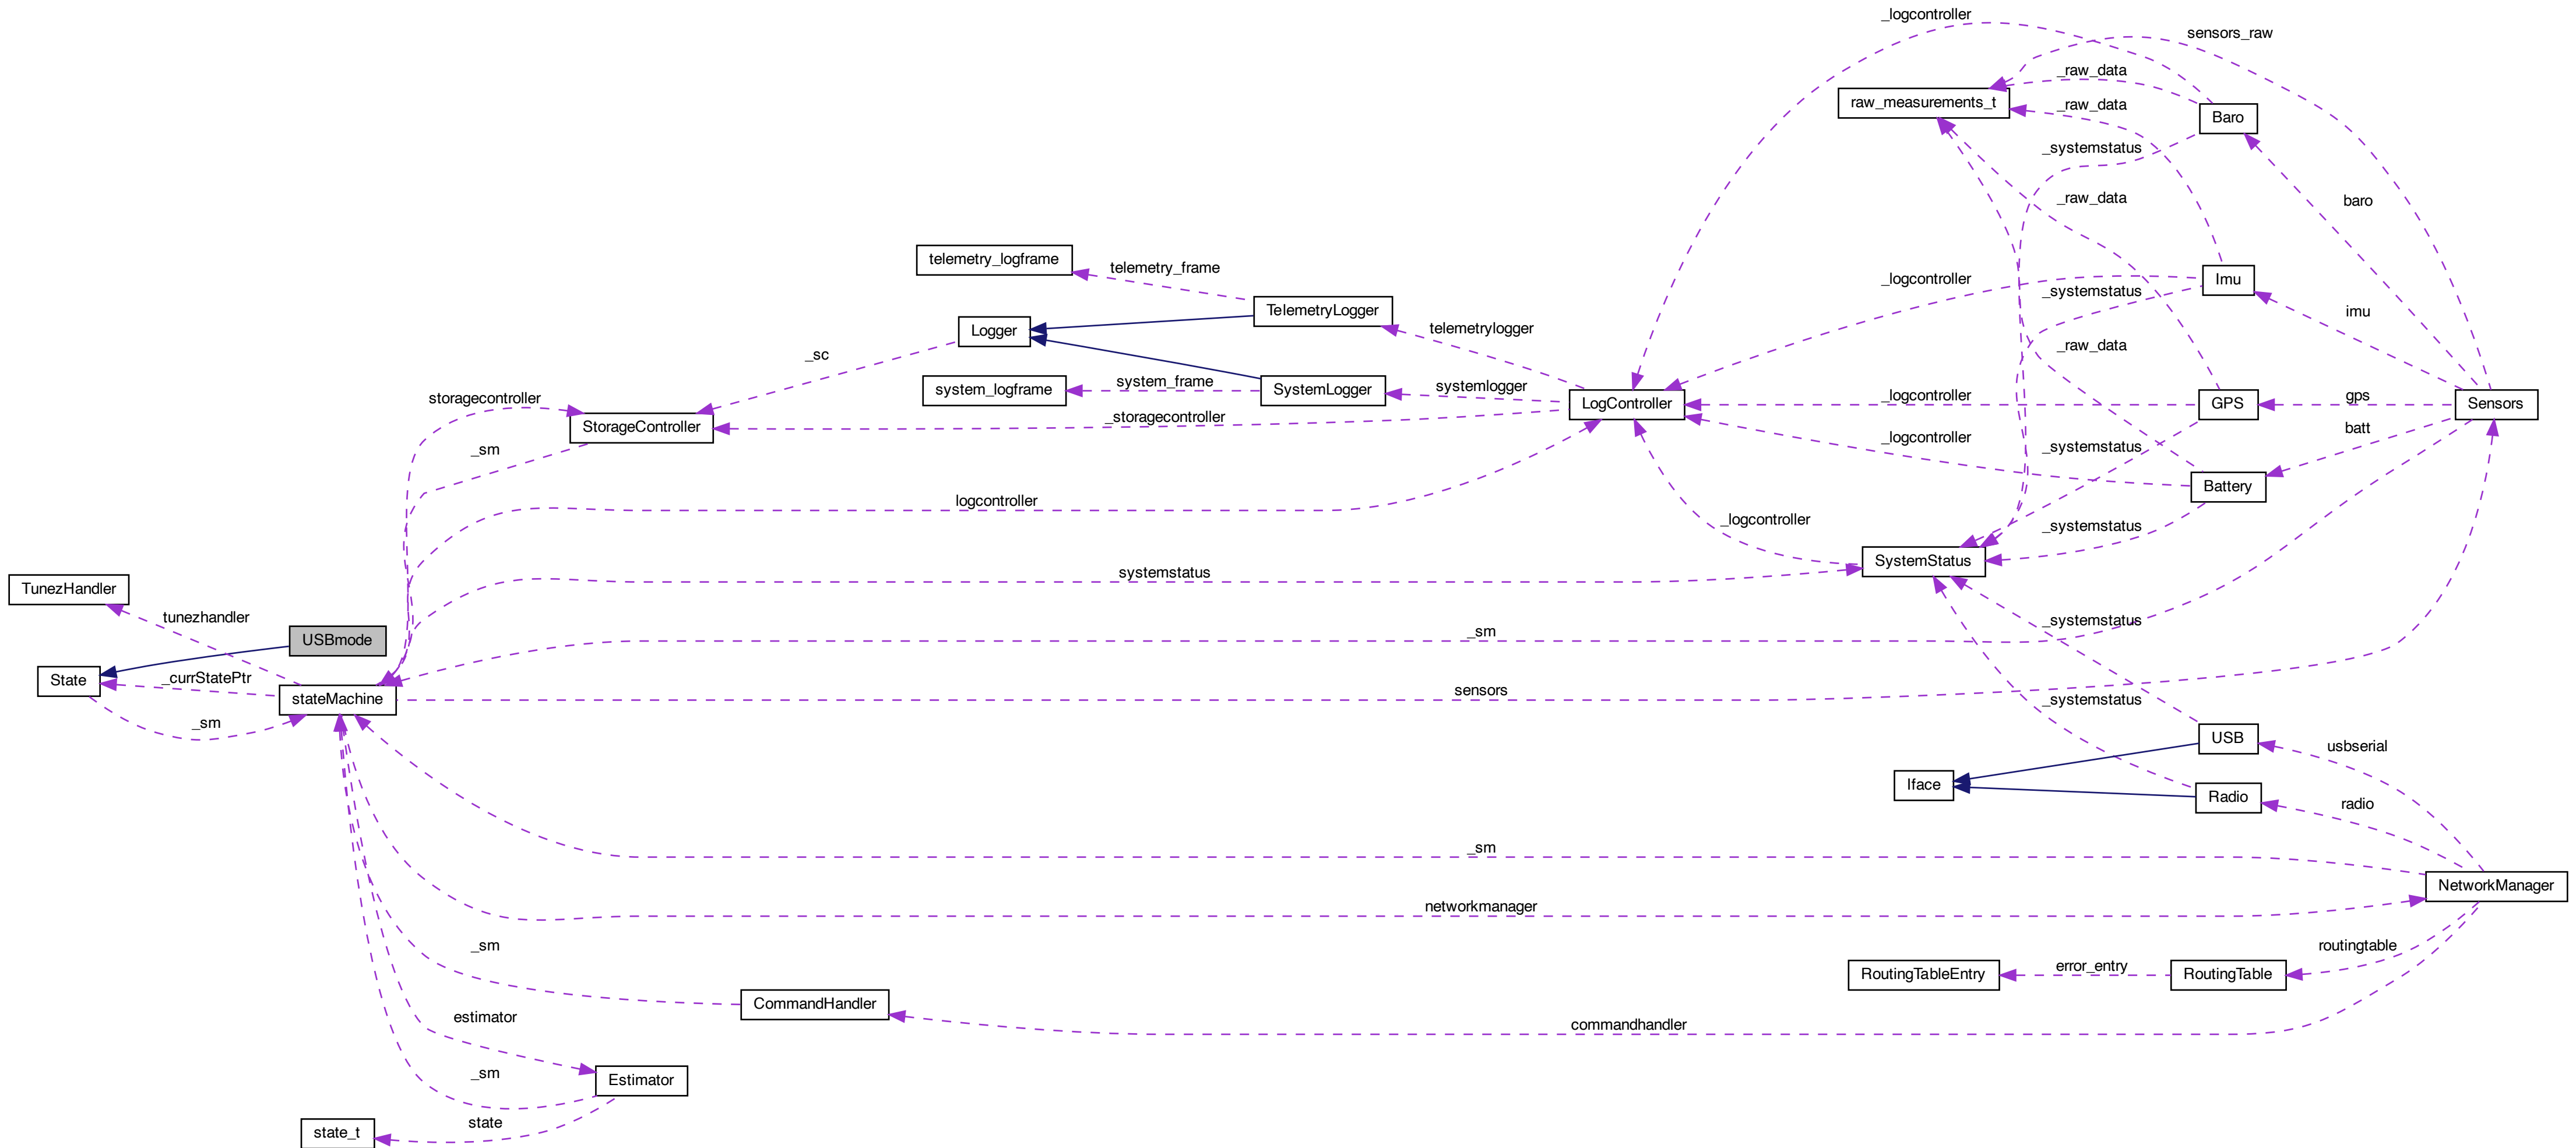 _logcontroller
sensors_raw
_raw_data
raw_measurements_t
_raw_data
Baro
_systemstatus
_raw_data
baro
telemetry_logframe
telemetry_frame
_logcontroller
Imu
_systemstatus
TelemetryLogger
imu
Logger
telemetrylogger
_raw_data
_sc
system_logframe
system_frame
SystemLogger
systemlogger
storagecontroller
LogController
_logcontroller
GPS
gps
Sensors
StorageController
_storagecontroller
batt
_sm
_logcontroller
_systemstatus
Battery
logcontroller
_logcontroller
_systemstatus
SystemStatus
systemstatus
TunezHandler
tunezhandler
USBmode
_sm
_systemstatus
State
_currStatePtr
stateMachine
sensors
_systemstatus
_sm
USB
usbserial
Iface
Radio
radio
_sm
NetworkManager
networkmanager
_sm
routingtable
RoutingTableEntry
error_entry
RoutingTable
CommandHandler
estimator
commandhandler
_sm
Estimator
state
state_t